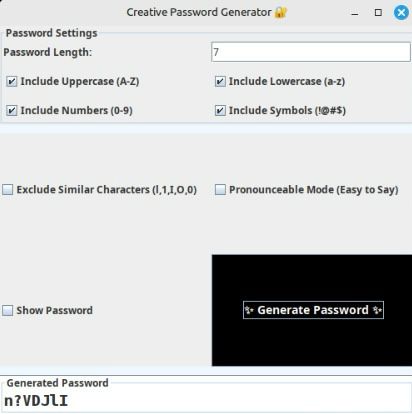 Creative Password Generator 🔐
Password Settings
Password Length: 7
Include Uppercase (A-Z) Include Lowercase (a-z)
Include Numbers (0-9) Include Symbols (!@#$)
Exclude Similar Characters (l,1,I,O,0) Pronounceable Mode (Easy to Say)
Show Password ✨ Generate Password ✨
Generated Password
n?VDJlI